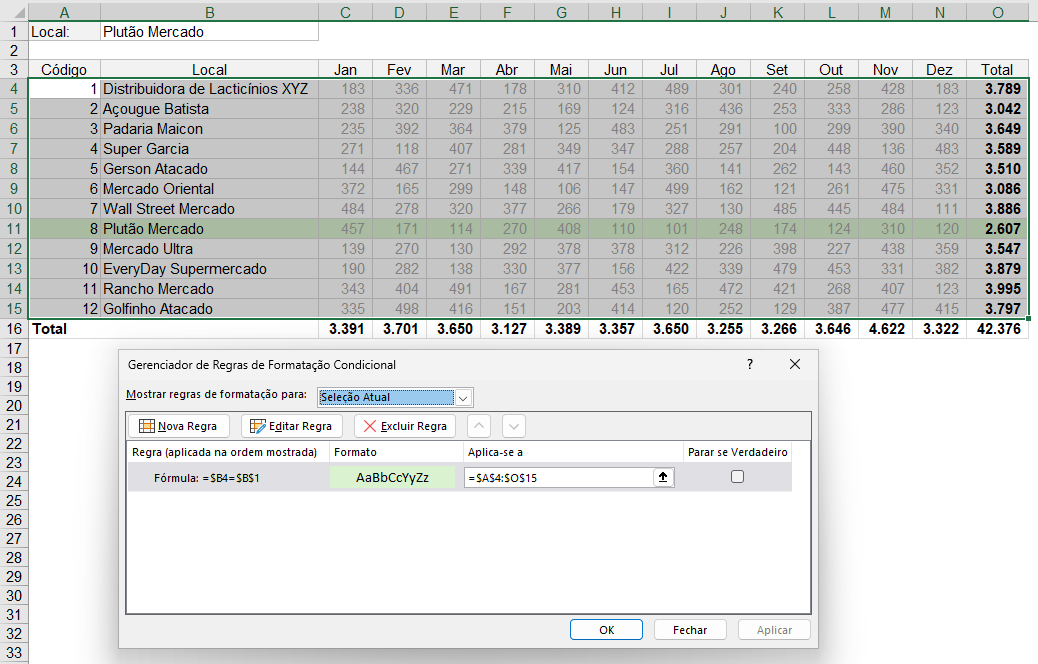 A B C D E F G H I J K L M N O
1 Local: Plutão Mercado
2
3 Código Local Jan Fev Mar Abr Mai Jun Jul Ago Set Out Nov Dez Total
4 1 Distribuidora de Lacticínios XYZ 183 336 471 178 310 412 489 301 240 258 428 183 3.789
5 2 Açougue Batista 238 320 229 215 169 124 316 436 253 333 286 123 3.042
6 3 Padaria Maicon 235 392 364 379 125 483 251 291 100 299 390 340 3.649
7 4 Super Garcia 271 118 407 281 349 347 288 257 204 448 136 483 3.589
8 5 Gerson Atacado 144 467 271 339 417 154 360 141 262 143 460 352 3.510
9 6 Mercado Oriental 372 165 299 148 106 147 499 162 121 261 475 331 3.086
10 7 Wall Street Mercado 484 278 320 377 266 179 327 130 485 445 484 111 3.886
11 8 Plutão Mercado 457 171 114 270 408 110 101 248 174 124 310 120 2.607
12 9 Mercado Ultra 139 270 130 292 378 378 312 226 398 227 438 359 3.547
13 10 EveryDay Supermercado 190 282 138 330 377 156 422 339 479 453 331 382 3.879
14 11 Rancho Mercado 343 404 491 167 281 453 165 472 421 268 407 123 3.995
15 12 Golfinho Atacado 335 498 416 151 203 414 120 252 129 387 477 415 3.797
16 Total 3.391 3.701 3.650 3.127 3.389 3.357 3.650 3.255 3.266 3.646 4.622 3.322 42.376
17
18 Gerenciador de Regras de Formatação Condicional ?
19
20 Mostrar regras de formatação para: Seleção Atual
21 Nova Regra Editar Regra Excluir Regra
22
23 Regra (aplicada na ordem mostrada) Formato Aplica-se a Parar se Verdadeiro
24 Fórmula: =$B4=$B$1 AaBbCcYyZz =$A$4:$O$15
25
26
27
28
29
30
31
32 OK Fechar Aplicar
33